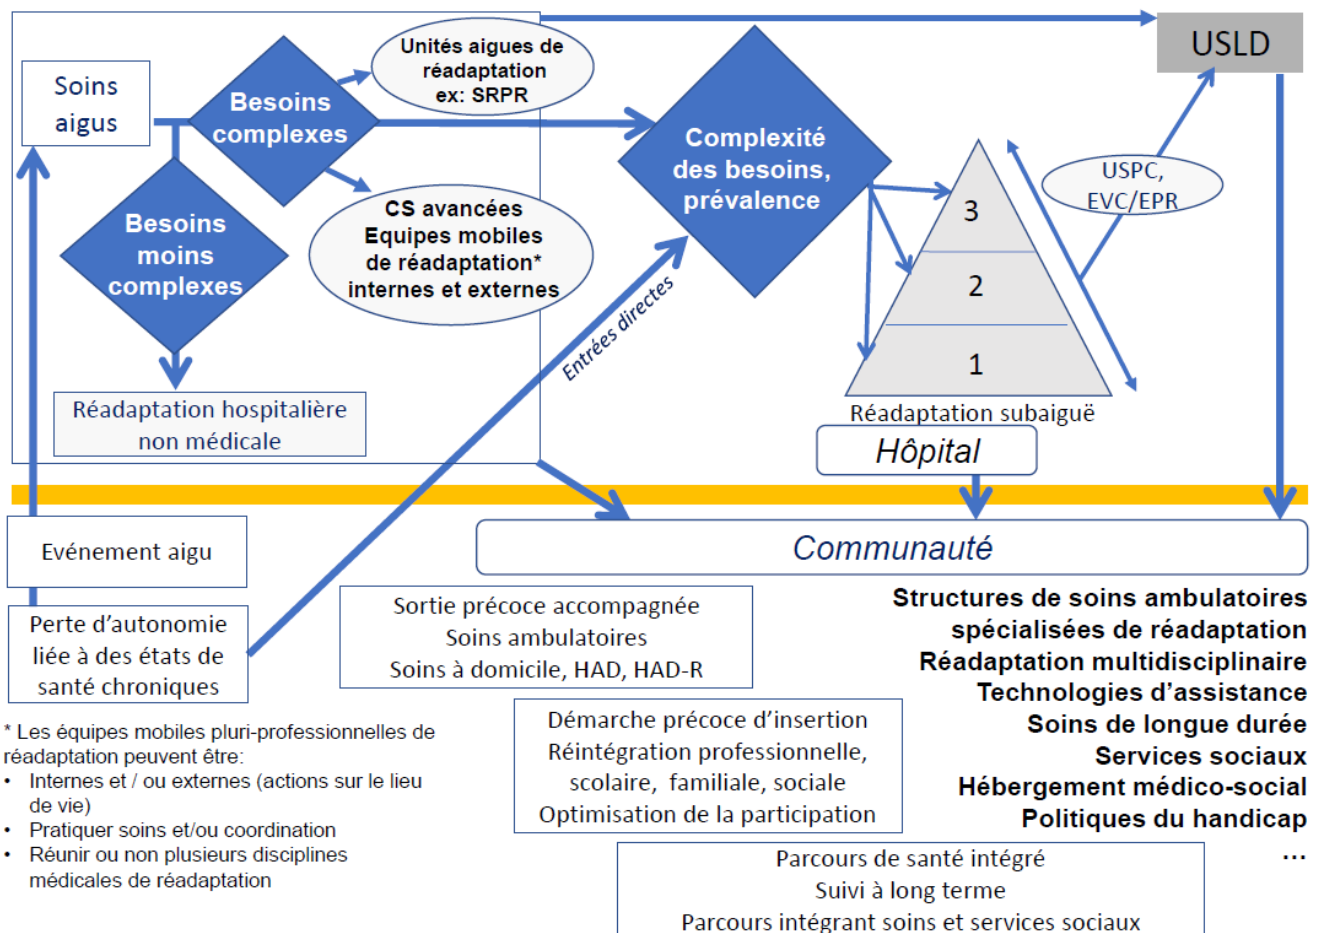 Soins
aigus
Besoins
complexes
Unités aigues de
réadaptation
ex: SRPR
USLD
Complexité
des besoins,
prévalence
USPC,
EVC/EPR
Besoins
moins
complexes
CS avancées
Equipes mobiles
de réadaptation*
internes et externes
3
2
1
Entrées directes
Réadaptation hospitalière
non médicale
Réadaptation subaiguë
Hôpital
Evénement aigu
Communauté
Perte d'autonomie
liée à des états de
santé chroniques
Sortie précoce accompagnée
Soins ambulatoires
Soins à domicile, HAD, HAD-R
Structures de soins ambulatoires
spécialisées de réadaptation
Réadaptation multidisciplinaire
Technologies d'assistance
Soins de longue durée
Services sociaux
Hébergement médico-social
Politiques du handicap
...
Démarche précoce d'insertion
Réintégration professionnelle,
scolaire, familiale, sociale
Optimisation de la participation
* Les équipes mobiles pluri-professionnelles de
réadaptation peuvent être:
• Internes et / ou externes (actions sur le lieu
de vie)
• Pratiquer soins et/ou coordination
• Réunir ou non plusieurs disciplines
médicales de réadaptation
Parcours de santé intégré
Suivi à long terme
Parcours intégrant soins et services sociaux